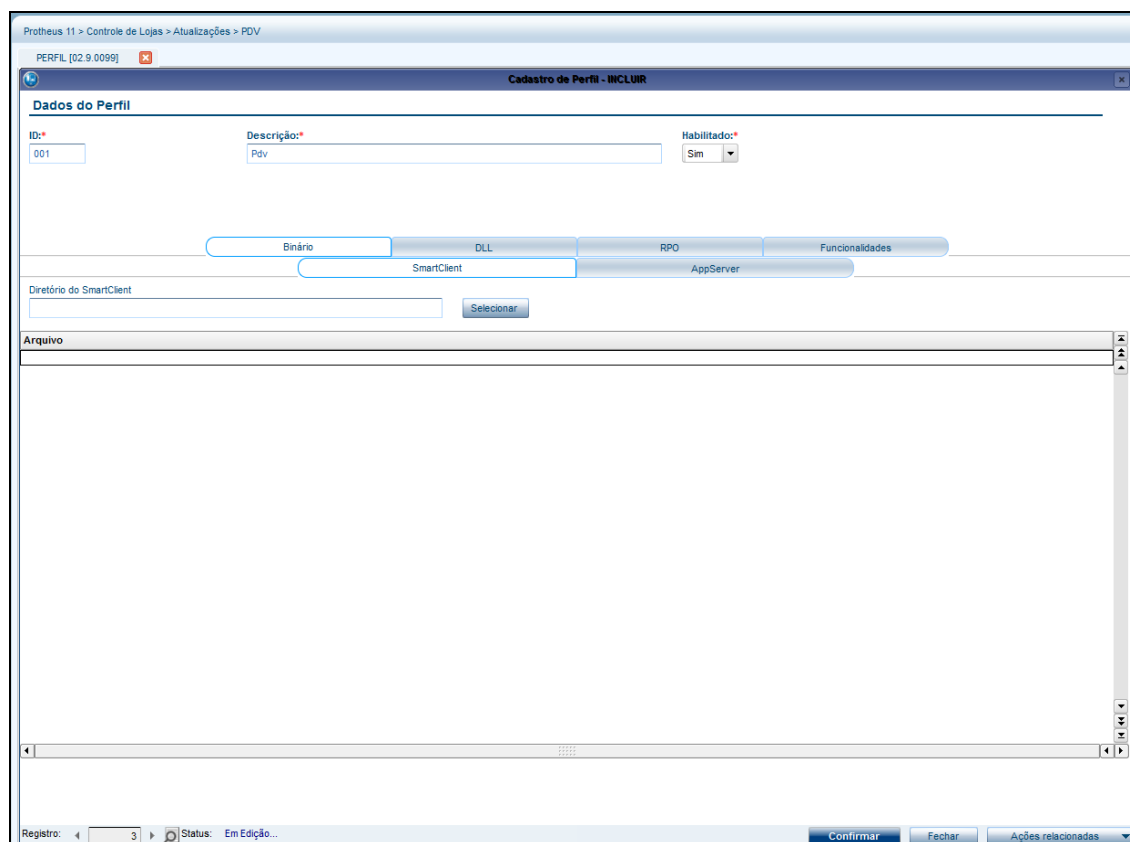 Protheus 11 > Controle de Lojas > Atualizações > PDV
PERFIL [02.9.0099]
Cadastro de Perfil - INCLUIR
Dados do Perfil
ID:* Descrição:* Habilitado:*
001 Pdv Sim
Binário DLL RPO Funcionalidades
SmartClient AppServer
Diretório do SmartClient
Selecionar
Arquivo
Registro: 3 Status: Em Edição... Confirmar Fechar Ações relacionadas